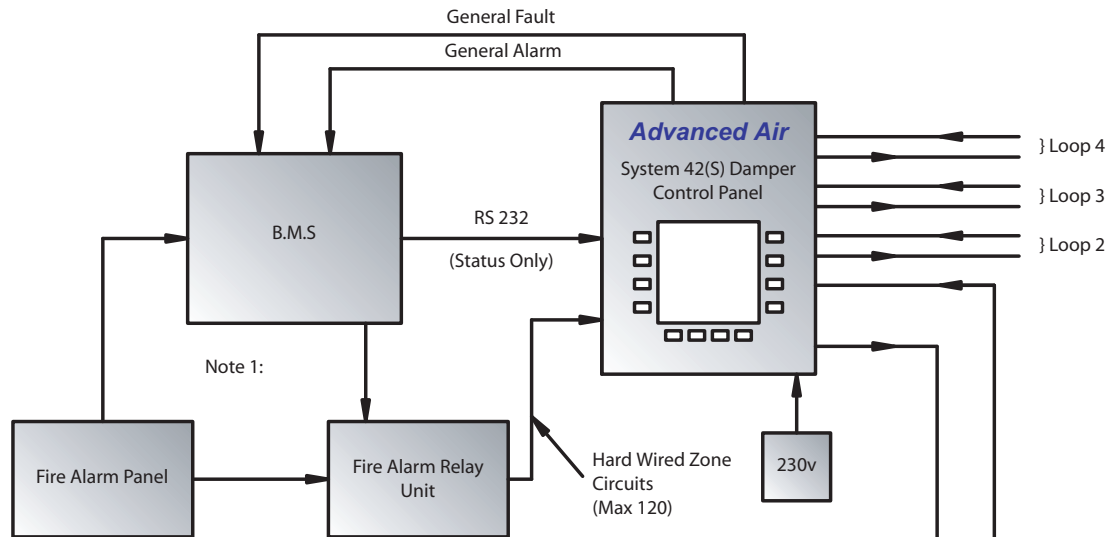 General Fault
General Alarm
Advanced Air
System 42(S) Damper
Control Panel
} Loop 4
} Loop 3
} Loop 2
B.M.S
RS 232
(Status Only)
Note 1:
Fire Alarm Panel
Fire Alarm Relay
Unit
Hard Wired Zone
Circuits
(Max 120)
230v